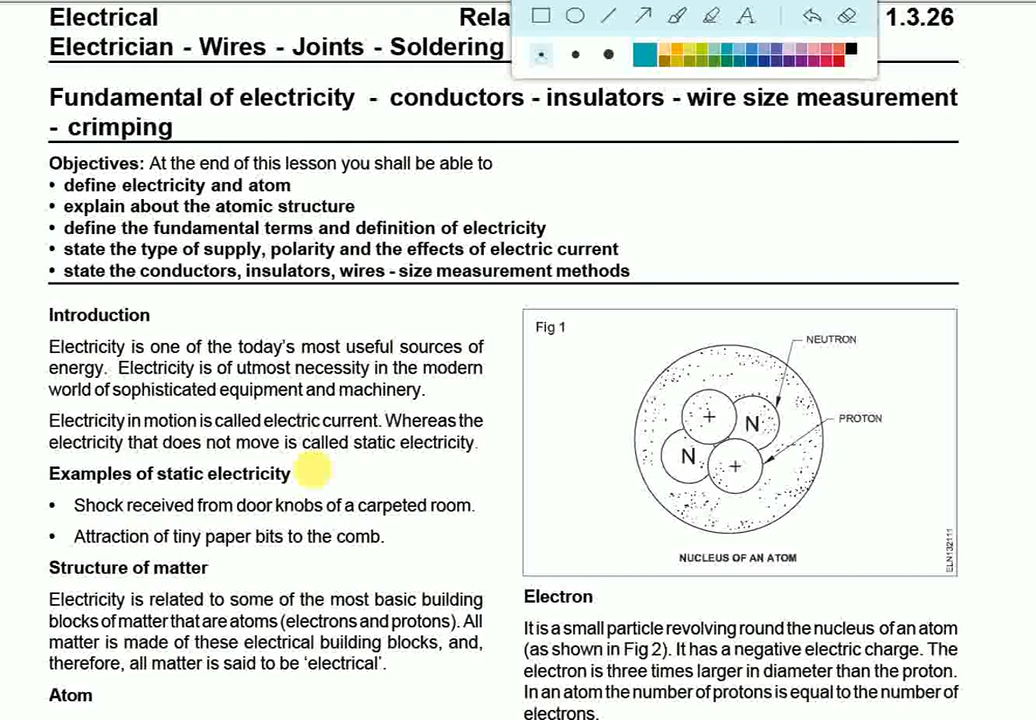 Electrical Rela 1.3.26
Electrician - Wires - Joints - Soldering
A
Fundamental of electricity - conductors - insulators - wire size measurement
- crimping
Objectives: At the end of this lesson you shall be able to
• define electricity and atom
• explain about the atomic structure
• define the fundamental terms and definition of electricity
• state the type of supply, polarity and the effects of electric current
• state the conductors, insulators, wires - size measurement methods
Introduction
Electricity is one of the today's most useful sources of
energy. Electricity is of utmost necessity in the modern
world of sophisticated equipment and machinery.
Electricity in motion is called electric current. Whereas the
electricity that does not move is called static electricity.
Examples of static electricity
• Shock received from door knobs of a carpeted room.
• Attraction of tiny paper bits to the comb.
Structure of matter
Electricity is related to some of the most basic building
blocks of matter that are atoms (electrons and protons). All
matter is made of these electrical building blocks, and,
therefore, all matter is said to be 'electrical'.
Atom
Fig 1
NEUTRON
PROTON
+ N
N +
NUCLEUS OF AN ATOM
ELN132111
Electron
It is a small particle revolving round the nucleus of an atom
(as shown in Fig 2). It has a negative electric charge. The
electron is three times larger in diameter than the proton.
In an atom the number of protons is equal to the number of
electrons.